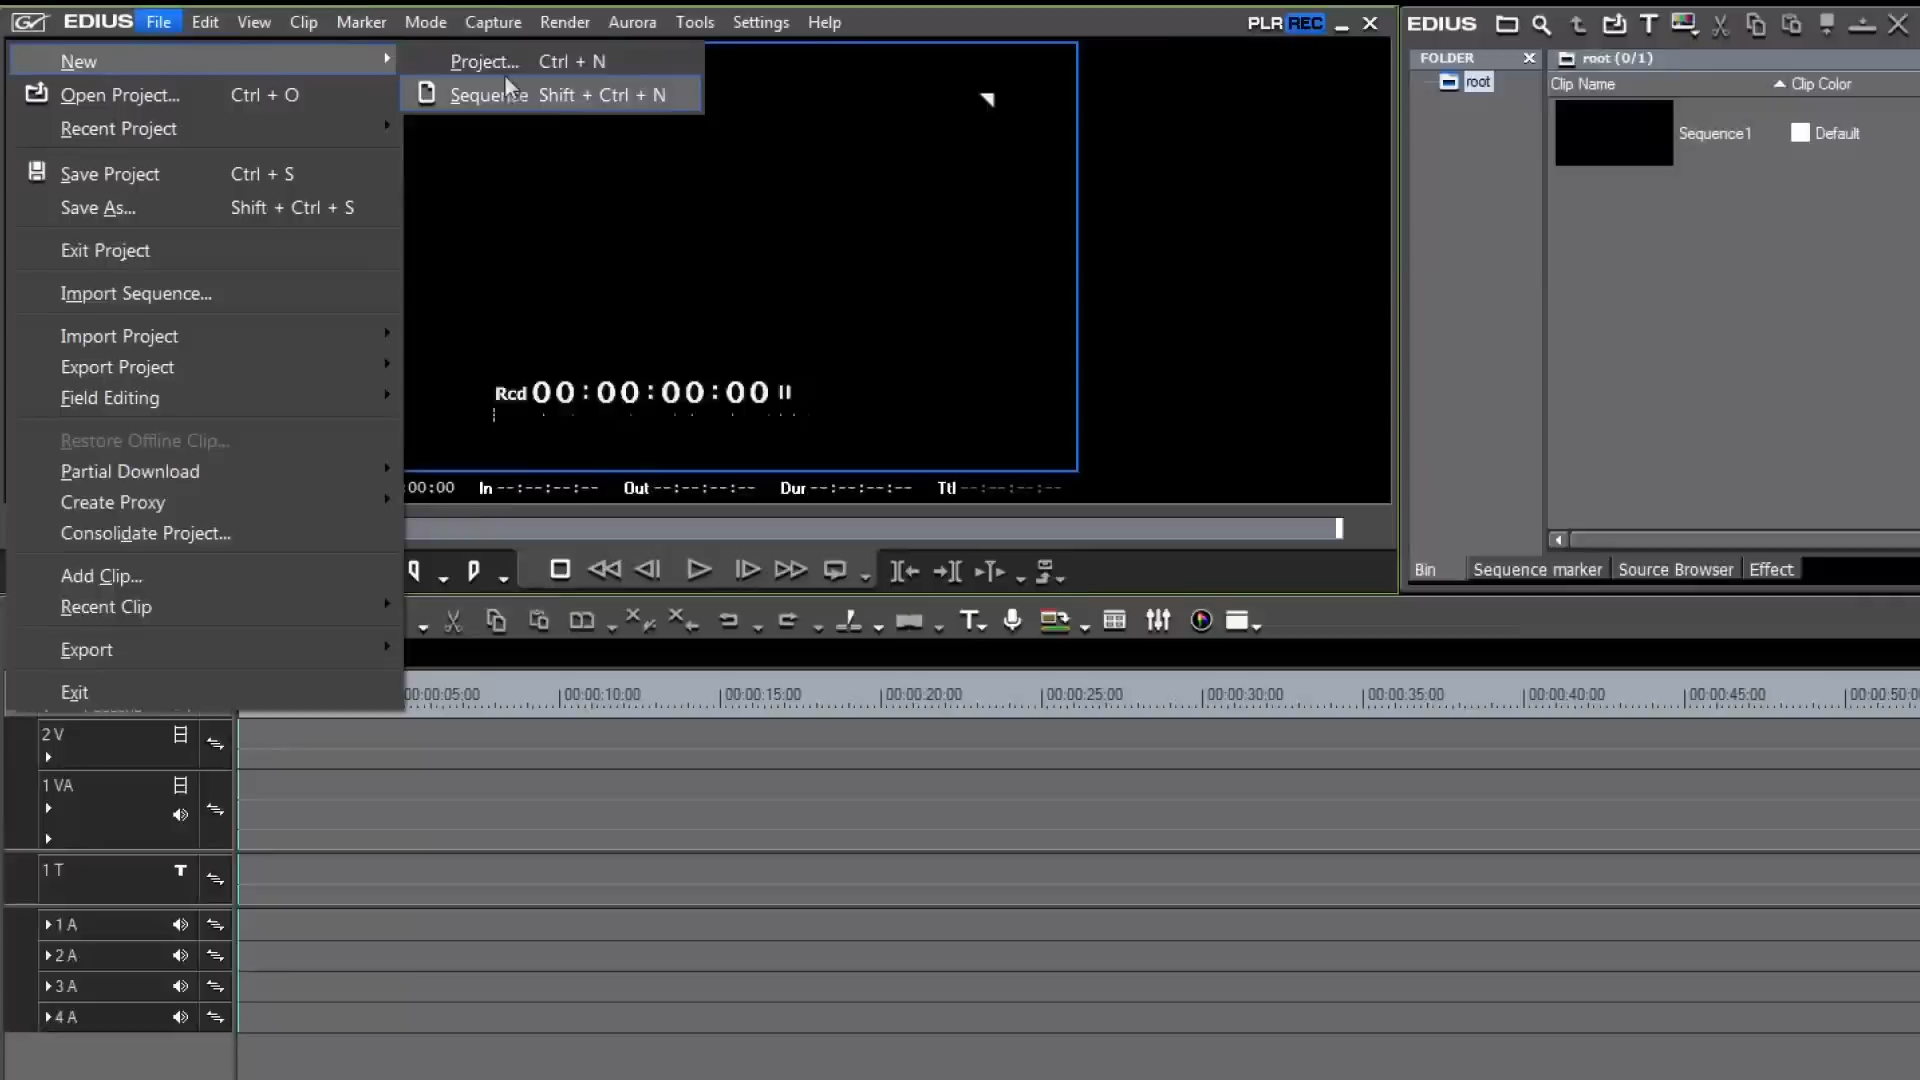 EDIUS File Edit View Clip Marker Mode Capture Render Aurora Tools Settings Help PLR REC
EDIUS
New
Open Project... Ctrl + O
Recent Project
Save Project Ctrl + S
Save As... Shift + Ctrl + S
Exit Project
Import Sequence...
Import Project
Export Project
Field Editing
Restore Offline Clip...
Partial Download
Create Proxy
Consolidate Project...
Add Clip...
Recent Clip
Export
Exit
Project... Ctrl + N
Sequence Shift + Ctrl + N
Rcd 00:00:00:00
00:00 In --:--:--:-- Out --:--:--:-- Dur --:--:--:-- Ttl --:--:--:--
FOLDER
root
root (0/1)
Clip Name Clip Color
Sequence1 Default
Bin Sequence marker Source Browser Effect
00:00:05:00 00:00:10:00 00:00:15:00 00:00:20:00 00:00:25:00 00:00:30:00 00:00:35:00 00:00:40:00 00:00:45:00 00:00:50:0
2 V
1 VA
1 T T
1 A
2 A
3 A
4 A